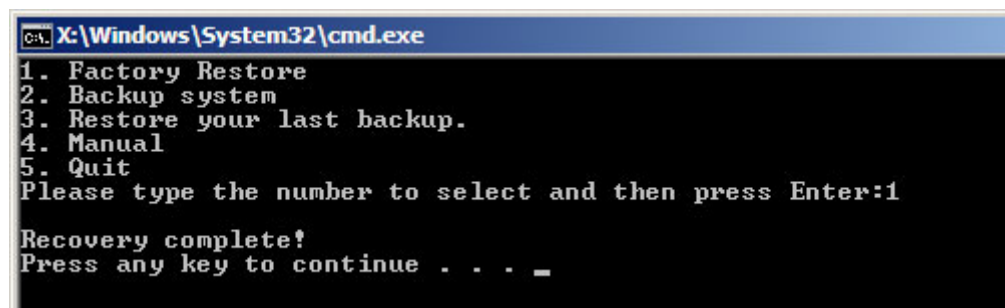 C:\. X:\Windows\System32\cmd.exe
1. Factory Restore
2. Backup system
3. Restore your last backup.
4. Manual
5. Quit
Please type the number to select and then press Enter:1
Recovery complete!
Press any key to continue . . . _